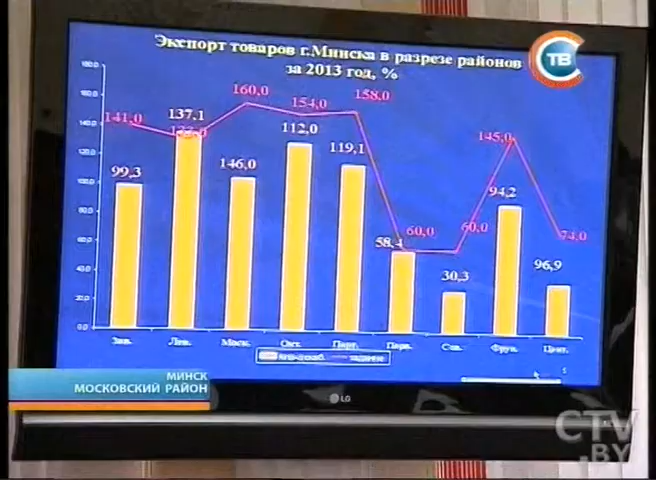 Экспорт товаров г.Минска в разрезе районов
за 2013 год, %
СТВ
160,0
158,0
141,0
137,1
154,0
112,0
119,1
146,0
99,3
145,0
94,2
60,0
60,0
58,4
30,3
74,0
96,9
Зав.
Лен.
Моск.
Окт.
Парт.
Перв.
Сов.
Фрун.
Центр.
задание
МИНСК
МОСКОВСКИЙ РАЙОН
LG
CTV
.BY